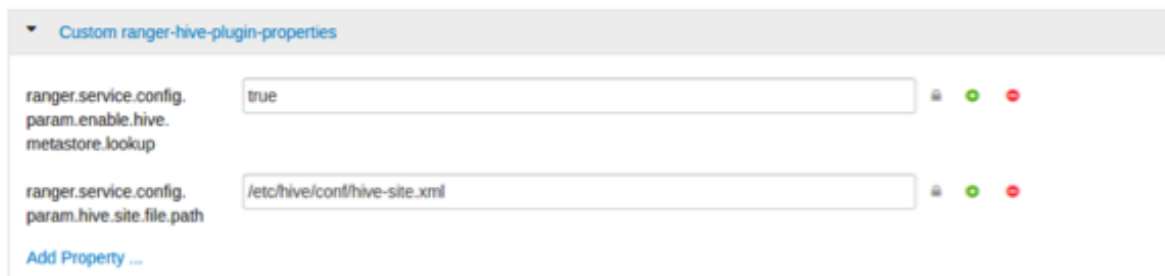 Custom ranger-hive-plugin-properties
ranger.service.config.
param.enable.hive.
metastore.lookup
true
ranger.service.config.
param.hive.site.file.path
/etc/hive/conf/hive-site.xml
Add Property ...